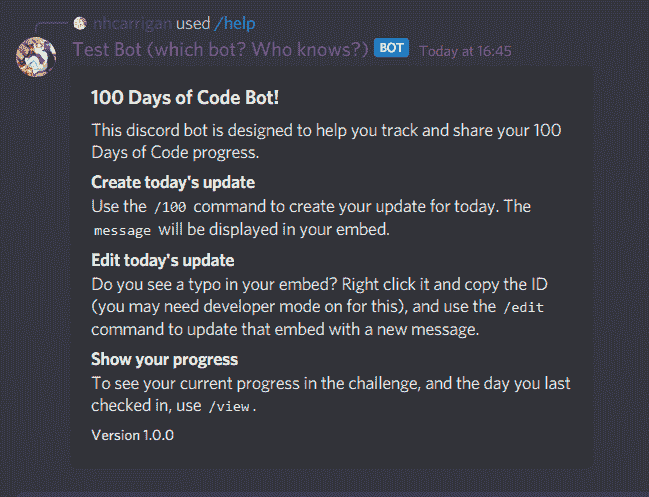 nhcarrigan used /help
Test Bot (which bot? Who knows?) BOT Today at 16:45
100 Days of Code Bot!
This discord bot is designed to help you track and share your 100
Days of Code progress.
Create today's update
Use the /100 command to create your update for today. The
message will be displayed in your embed.
Edit today's update
Do you see a typo in your embed? Right click it and copy the ID
(you may need developer mode on for this), and use the /edit
command to update that embed with a new message.
Show your progress
To see your current progress in the challenge, and the day you last
checked in, use /view.
Version 1.0.0